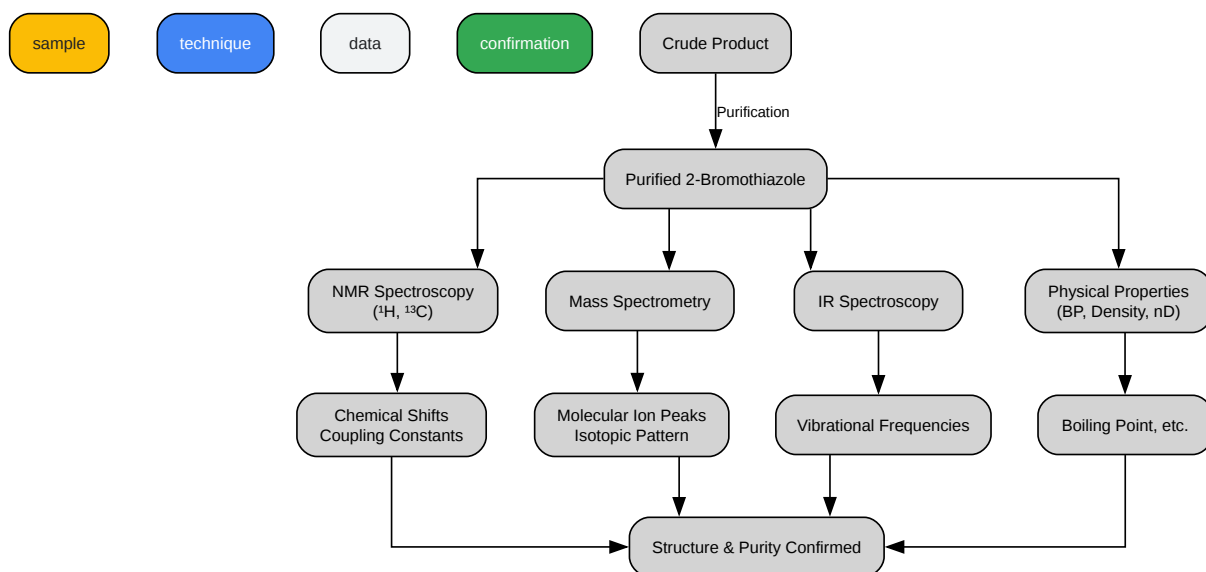 sample
technique
data
confirmation
Crude Product
Purification
Purified 2-Bromothiazole
NMR Spectroscopy
(¹H, ¹³C)
Mass Spectrometry
IR Spectroscopy
Physical Properties
(BP, Density, nD)
Chemical Shifts
Coupling Constants
Molecular Ion Peaks
Isotopic Pattern
Vibrational Frequencies
Boiling Point, etc.
Structure & Purity Confirmed